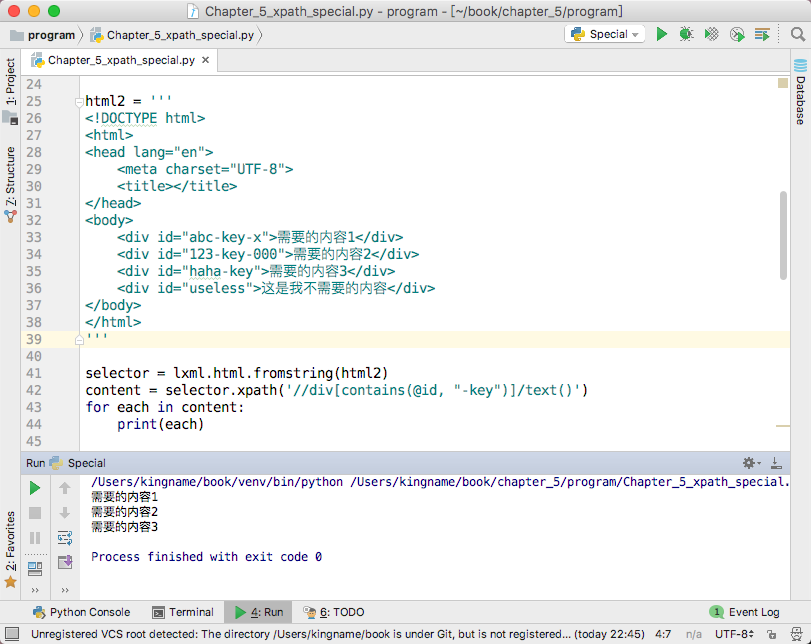 Chapter_5_xpath_special.py - program - [~/book/chapter_5/program]
program
Chapter_5_xpath_special.py
Special
Chapter_5_xpath_special.py
1: Project
Z: Structure
2: Favorites
Database
24
25 html2 = '''
26 <!DOCTYPE html>
27 <html>
28 <head lang="en">
29     <meta charset="UTF-8">
30     <title></title>
31 </head>
32 <body>
33     <div id="abc-key-x">需要的内容1</div>
34     <div id="123-key-000">需要的内容2</div>
35     <div id="haha-key">需要的内容3</div>
36     <div id="useless">这是我不需要的内容</div>
37 </body>
38 </html>
39 '''
40
41 selector = lxml.html.fromstring(html2)
42 content = selector.xpath('//div[contains(@id, "-key")]/text()')
43 for each in content:
44     print(each)
45
Run Special
/Users/kingname/book/venv/bin/python /Users/kingname/book/chapter_5/program/Chapter_5_xpath_special.
需要的内容1
需要的内容2
需要的内容3
Process finished with exit code 0
Python Console Terminal 4: Run 6: TODO 1 Event Log
Unregistered VCS root detected: The directory /Users/kingname/book is under Git, but is not registered... (today 22:45) 4:7 n/a UTF-8